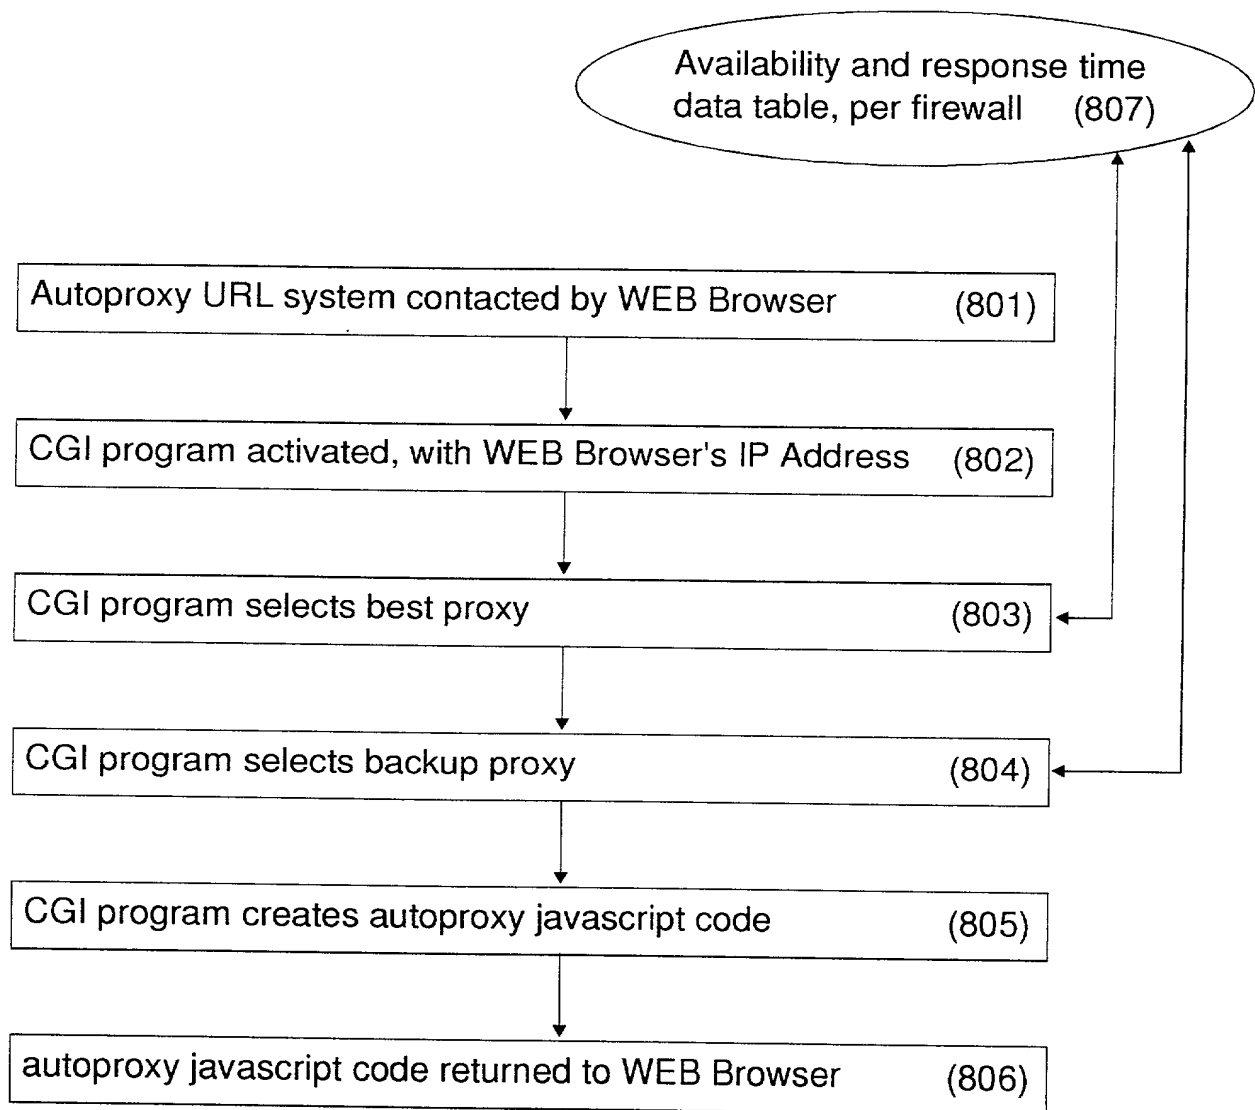 Availability and response time
data table, per firewall (807)
Autoproxy URL system contacted by WEB Browser (801)
CGI program activated, with WEB Browser's IP Address (802)
CGI program selects best proxy (803)
CGI program selects backup proxy (804)
CGI program creates autoproxy javascript code (805)
autoproxy javascript code returned to WEB Browser (806)